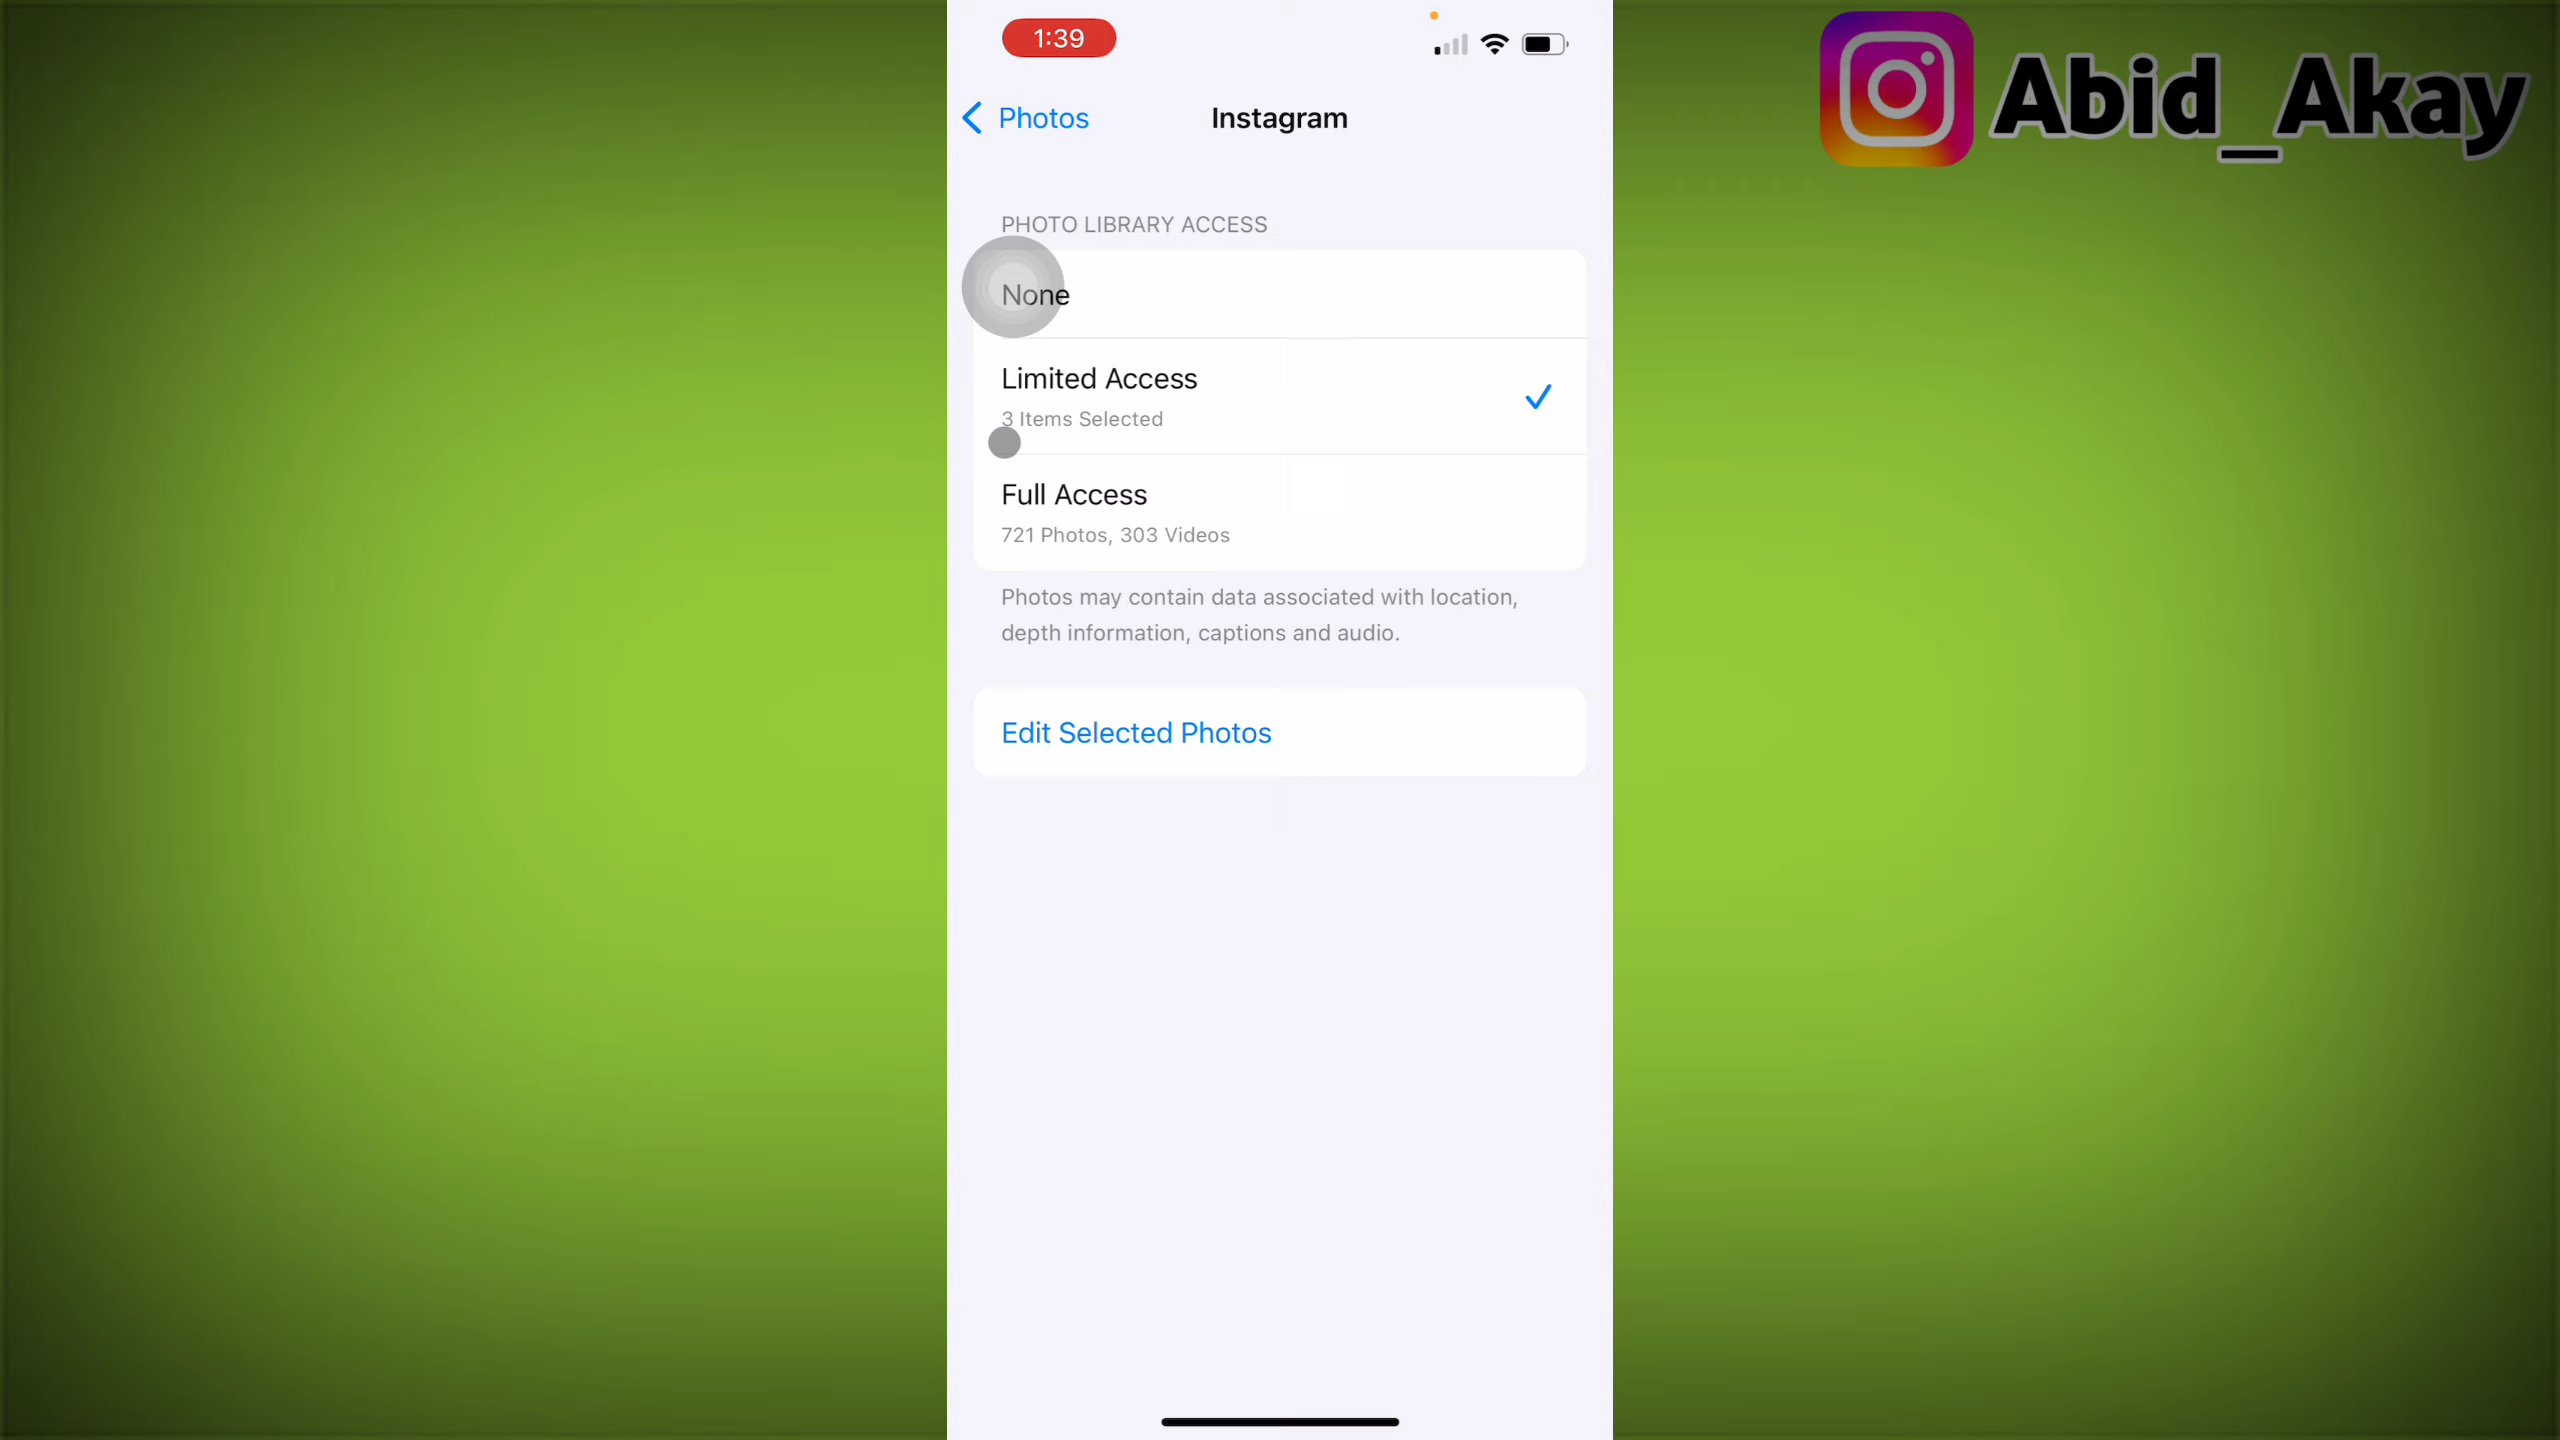 1:39
Abid_Akay
Photos
Instagram
PHOTO LIBRARY ACCESS
None
Limited Access
3 Items Selected
Full Access
721 Photos, 303 Videos
Photos may contain data associated with location,
depth information, captions and audio.
Edit Selected Photos